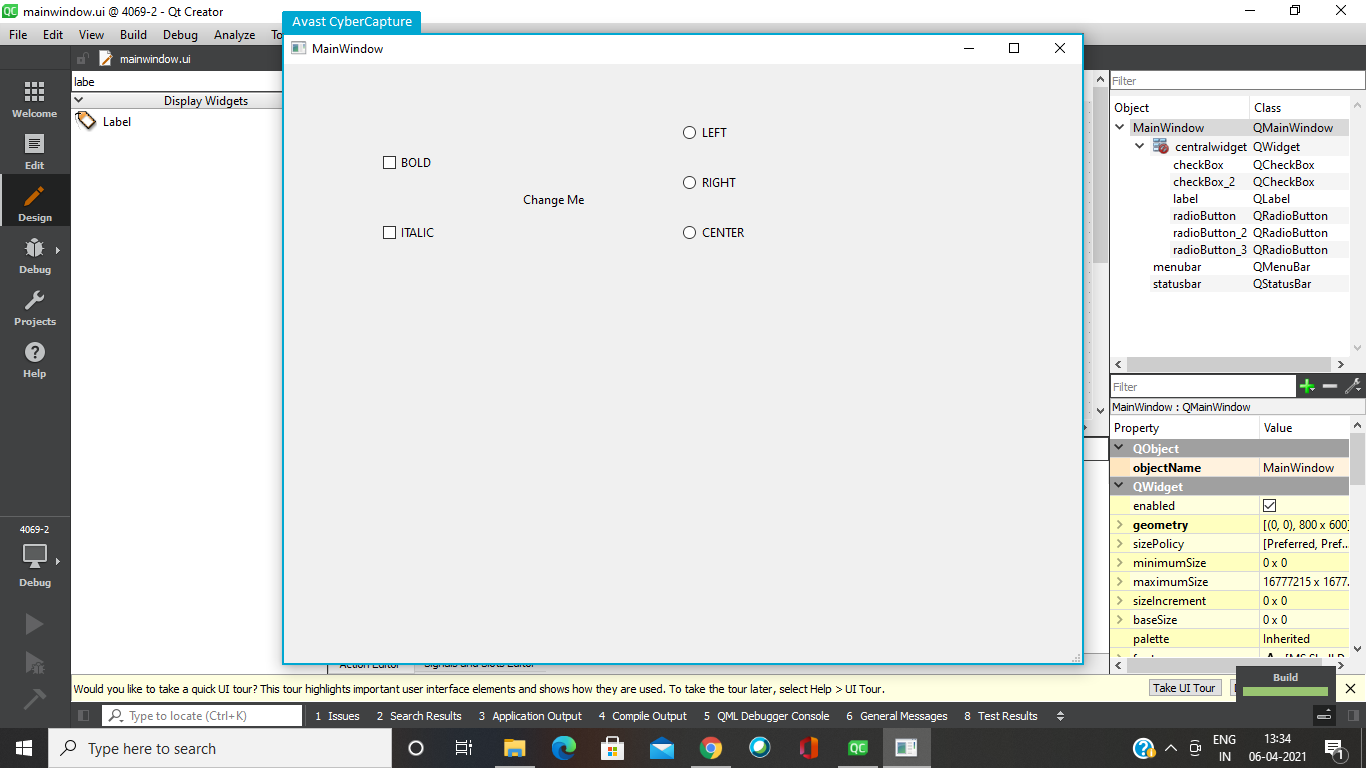 mainwindow.ui @ 4069-2 - Qt Creator
Avast CyberCapture
File Edit View Build Debug Analyze To
MainWindow
mainwindow.ui
labe
Display Widgets
Label
Welcome
Edit
Design
Debug
Projects
Help
4069-2
Debug
BOLD
ITALIC
Change Me
LEFT
RIGHT
CENTER
Filter
Object Class
MainWindow QMainWindow
centralwidget QWidget
checkBox QCheckBox
checkBox_2 QCheckBox
label QLabel
radioButton QRadioButton
radioButton_2 QRadioButton
radioButton_3 QRadioButton
menubar QMenuBar
statusbar QStatusBar
Filter
MainWindow : QMainWindow
Property Value
QObject
objectName MainWindow
QWidget
enabled
geometry [(0, 0), 800 x 600]
sizePolicy [Preferred, Pref...
minimumSize 0 x 0
maximumSize 16777215 x 1677...
sizeIncrement 0 x 0
baseSize 0 x 0
palette Inherited
Action Editor Signals and Slots Editor
Would you like to take a quick UI tour? This tour highlights important user interface elements and shows how they are used. To take the tour later, select Help > UI Tour.
Take UI Tour
Build
Type to locate (Ctrl+K)
1 Issues 2 Search Results 3 Application Output 4 Compile Output 5 QML Debugger Console 6 General Messages 8 Test Results
Type here to search
ENG
IN
13:34
06-04-2021
1